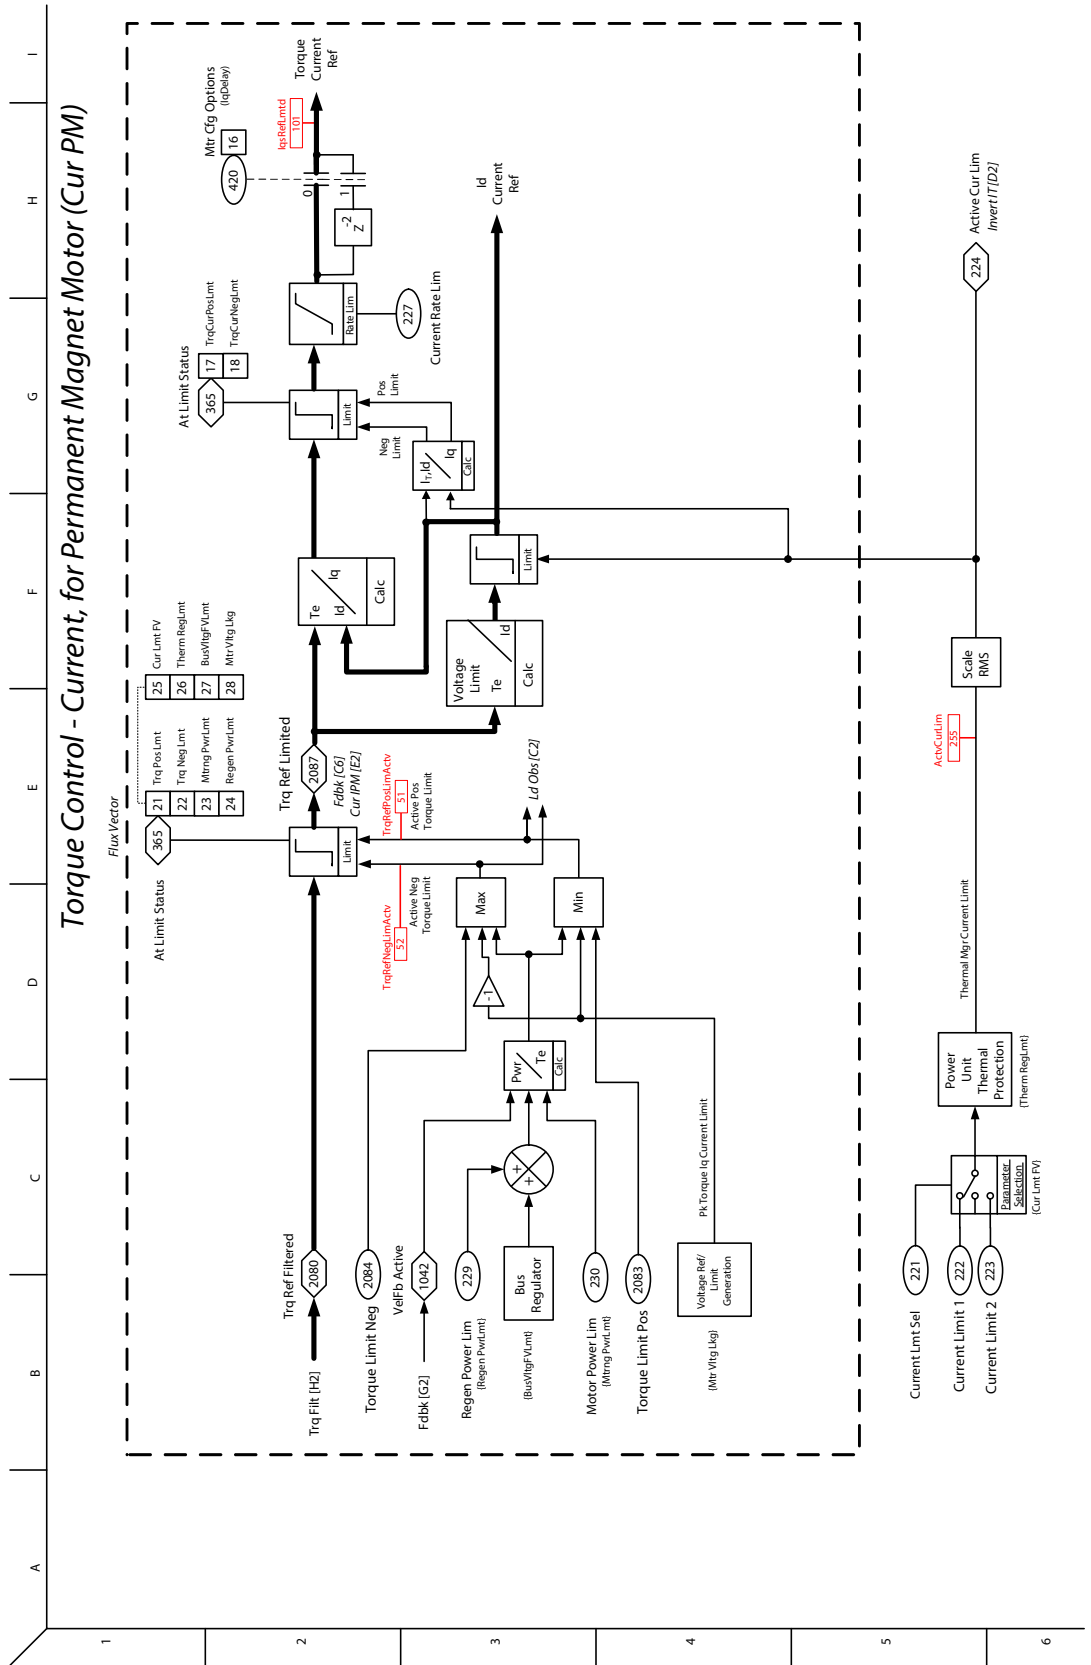 Torque Control - Current, for Permanent Magnet Motor (Cur PM)
A
B
C
D
E
F
G
H
I
1
2
3
4
5
6
Flux Vector
At Limit Status
365
21 Trq PosLmt
22 Trq Neg Lmt
23 Mtrng PwrLmt
24 Regen PwrLmt
25 Cur Lmt FV
26 Therm RegLmt
27 BusVltgFVLmt
28 Mtr Vltg Lkg
At Limit Status
365
17 TrqCurPosLmt
18 TrqCurNegLmt
Mtr Cfg Options
(IqDelay)
420
16
Trq Filt [H2]
Trq Ref Filtered
2080
Limit
Trq Ref Limited
2087
Fdbk [C6]
Cur IPM [E2]
Te
Iq
Id
Calc
Limit
Rate Lim
227
Current Rate Lim
0
1
Z
-2
IqsRefLmtd
101
Torque
Current
Ref
TrqRefNegLimActv
52
Active Neg
Torque Limit
TrqRefPosLimActv
51
Active Pos
Torque Limit
Ld Obs [C2]
Neg
Limit
Pos
Limit
IT,Id
Iq
Calc
Torque Limit Neg
2084
Fdbk [G2]
VelFb Active
1042
Regen Power Lim
(Regen PwrLmt)
229
(BusVltgFVLmt)
Bus
Regulator
+
+
Pwr
Te
Calc
-1
Max
Min
Motor Power Lim
(Mtrng PwrLmt)
230
Torque Limit Pos
2083
(Mtr Vltg Lkg)
Voltage Ref/
Limit
Generation
Pk Torque Iq Current Limit
Voltage
Limit
Te
Id
Calc
Limit
Id
Current
Ref
Current Lmt Sel
221
Current Limit 1
222
Current Limit 2
223
Parameter
Selection
(Cur Lmt FV)
Power
Unit
Thermal
Protection
(Therm RegLmt)
Thermal Mgr Current Limit
ActvCurLim
255
Scale
RMS
224
Active Cur Lim
Invert IT [D2]